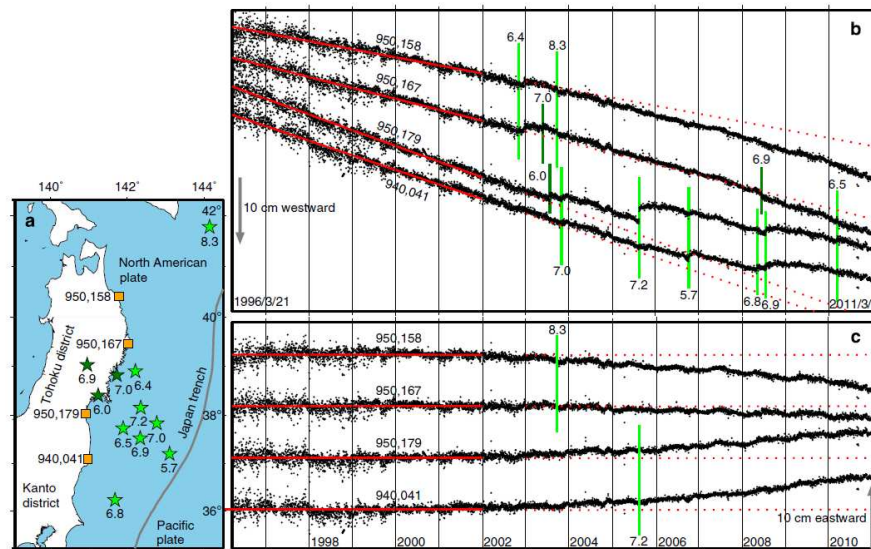 140° 142° 144°
a
42°
8.3
North American
plate
950,158
40°
950,167
Tohoku district
6.9
7.0
6.4
6.0
Japan trench
950,179
38°
7.2
7.0
6.5
6.9
5.7
940,041
Kanto
district
6.8
36°
Pacific
plate
b
6.4
8.3
950,158
950,167
7.0
950,179
6.0
6.9
940,041
6.5
10 cm westward
7.0
7.2
5.7
6.8
6.9
1996/3/21
2011/3/
c
950,158
8.3
950,167
950,179
940,041
10 cm eastward
7.2
1998 2000 2002 2004 2006 2008 2010